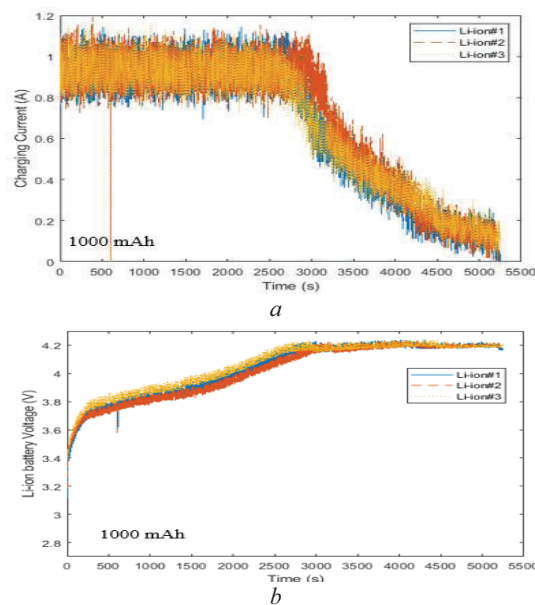 1.2
1
0.8
0.6
0.4
0.2
0
Charging Current (A)
Li-ion#1
Li-ion#2
Li-ion#3
1000 mAh
0 500 1000 1500 2000 2500 3000 3500 4000 4500 5000 5500
Time (s)
a
4.2
4
3.8
3.6
3.4
3.2
3
2.8
Li-ion battery Voltage (V)
Li-ion#1
Li-ion#2
Li-ion#3
1000 mAh
0 500 1000 1500 2000 2500 3000 3500 4000 4500 5000 5500
Time (s)
b